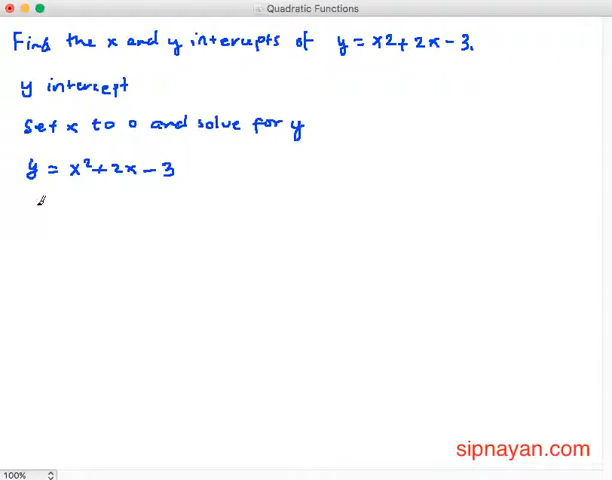 Quadratic Functions
Find the x and y intercepts of y = x2 + 2x - 3.
y intercept
Set x to 0 and solve for y
y = x² + 2x - 3
sipnayan.com
100%